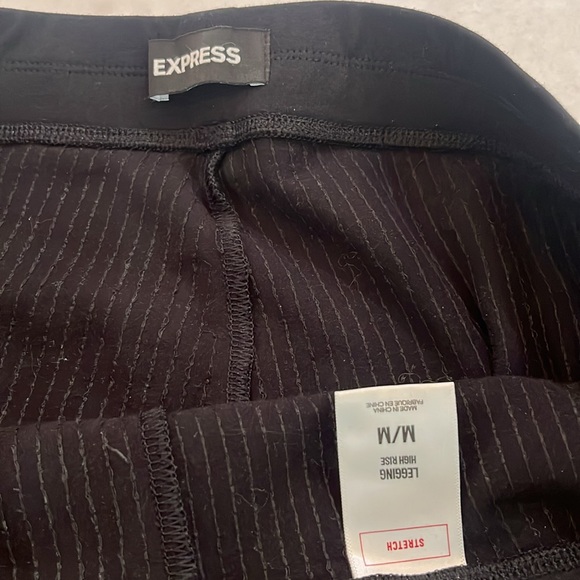 EXPRESS
STRETCH
LEGGING
HIGH RISE
M/M
MADE IN CHINA
FABRIQUE EN CHINE